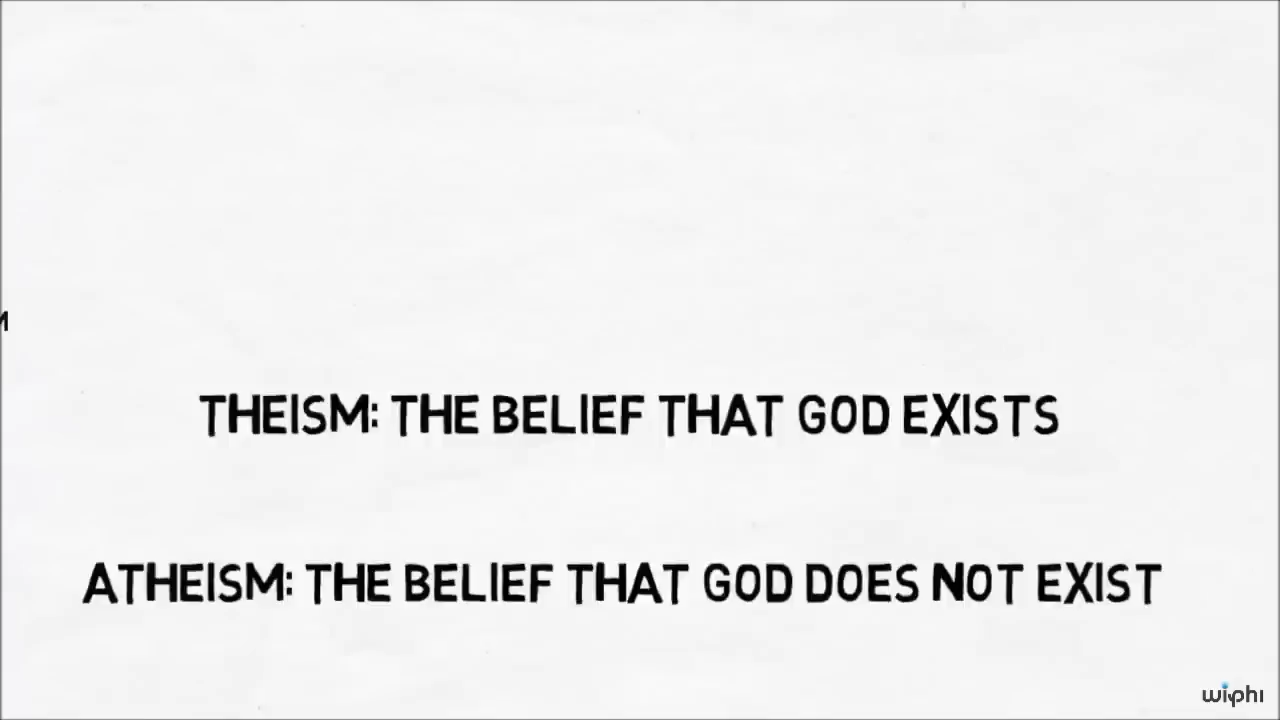 THEISM: THE BELIEF THAT GOD EXISTS
ATHEISM: THE BELIEF THAT GOD DOES NOT EXIST
wiphi